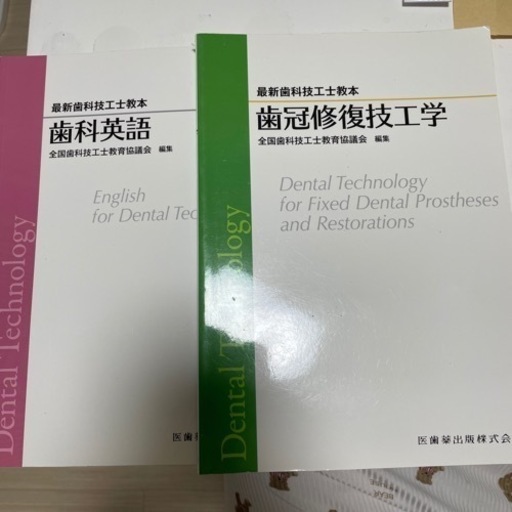 最新歯科技工士教本
歯科英語
全国歯科技工士教育協議会 編集
English
for Dental Tec
Dental Technology
医歯
最新歯科技工士教本
歯冠修復技工学
全国歯科技工士教育協議会 編集
Dental Technology
for Fixed Dental Prostheses
and Restorations
Dental Technology
医歯薬出版株式会